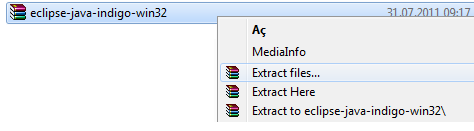 eclipse-java-indigo-win32 31.07.2011 09:17
Aç
MediaInfo
Extract files...
Extract Here
Extract to eclipse-java-indigo-win32\